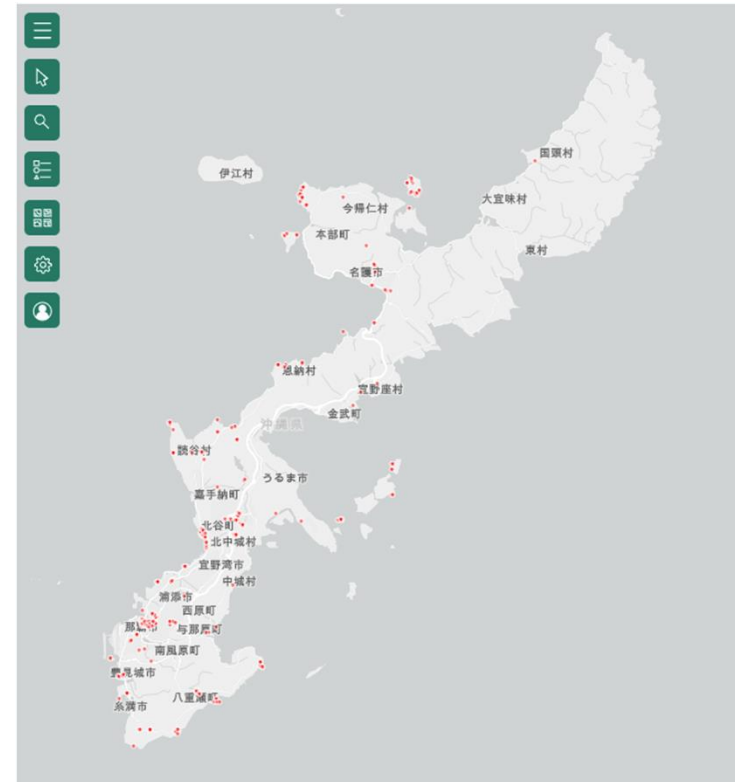 国頭村
伊江村
大宜味村
今帰仁村
本部町
東村
名護市
恩納村
宜野座村
金武町
沖縄県
読谷村
うるま市
嘉手納町
北谷町
北中城村
宜野湾市
中城村
浦添市
西原町
与那原町
南風原町
豊見城市
八重瀬町
糸満市